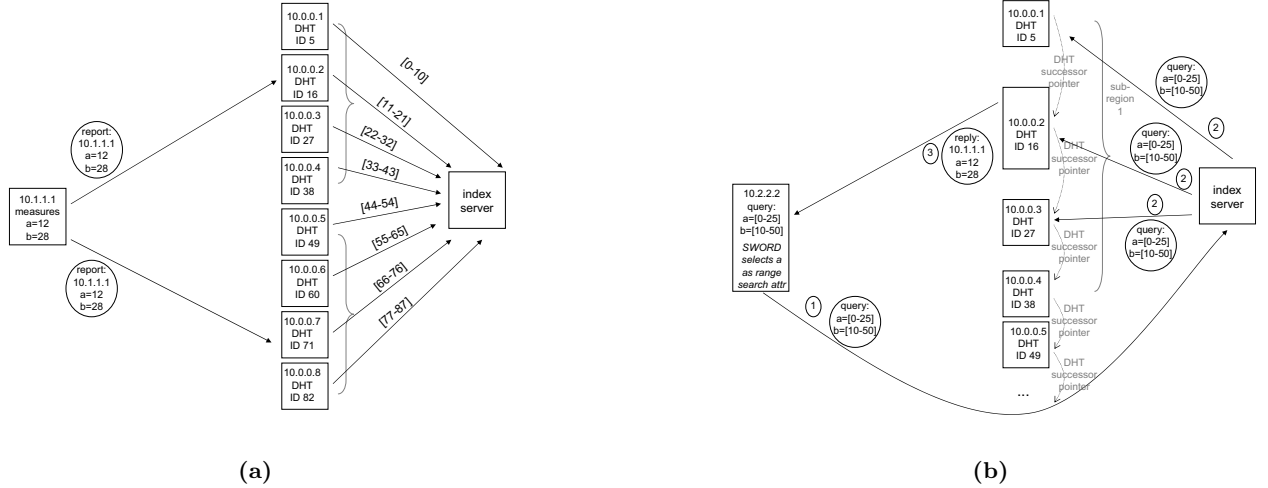 10.0.0.1
DHT
ID 5
10.0.0.2
DHT
ID 16
10.0.0.3
DHT
ID 27
10.0.0.4
DHT
ID 38
10.0.0.5
DHT
ID 49
10.0.0.6
DHT
ID 60
10.0.0.7
DHT
ID 71
10.0.0.8
DHT
ID 82
10.1.1.1
measures
a=12
b=28
report:
10.1.1.1
a=12
b=28
report:
10.1.1.1
a=12
b=28
[0-10]
[11-21]
[22-32]
[33-43]
[44-54]
[55-65]
[66-76]
[77-87]
index
server
(a)
10.2.2.2
query:
a=[0-25]
b=[10-50]
SWORD
selects a
as range
search attr
1
query:
a=[0-25]
b=[10-50]
3
reply:
10.1.1.1
a=12
b=28
10.0.0.1
DHT
ID 5
10.0.0.2
DHT
ID 16
10.0.0.3
DHT
ID 27
10.0.0.4
DHT
ID 38
10.0.0.5
DHT
ID 49
...
DHT
successor
pointer
DHT
successor
pointer
DHT
successor
pointer
DHT
successor
pointer
DHT
successor
pointer
sub-
region
1
query:
a=[0-25]
b=[10-50]
2
query:
a=[0-25]
b=[10-50]
2
2
query:
a=[0-25]
b=[10-50]
index
server
(b)